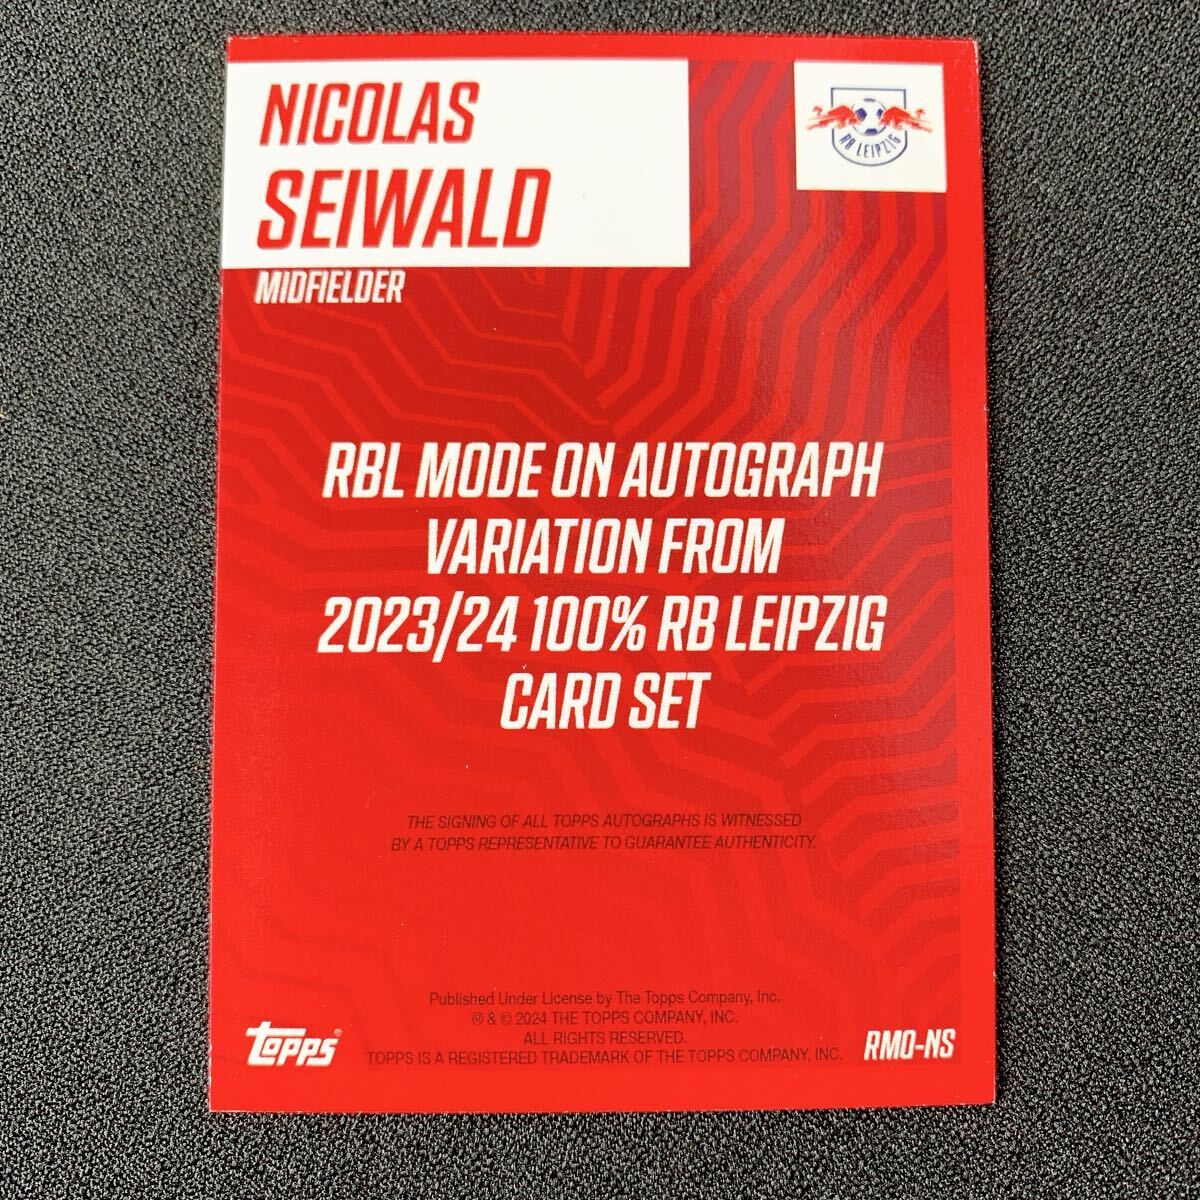 NICOLAS
SEIWALD
MIDFIELDER
RB LEIPZIG
RBL MODE ON AUTOGRAPH
VARIATION FROM
2023/24 100% RB LEIPZIG
CARD SET
THE SIGNING OF ALL TOPPS AUTOGRAPHS IS WITNESSED
BY A TOPPS REPRESENTATIVE TO GUARANTEE AUTHENTICITY.
Published Under License by The Topps Company, Inc.
® & © 2024 THE TOPPS COMPANY, INC.
ALL RIGHTS RESERVED.
TOPPS IS A REGISTERED TRADEMARK OF THE TOPPS COMPANY, INC.
topps®
RMO-NS